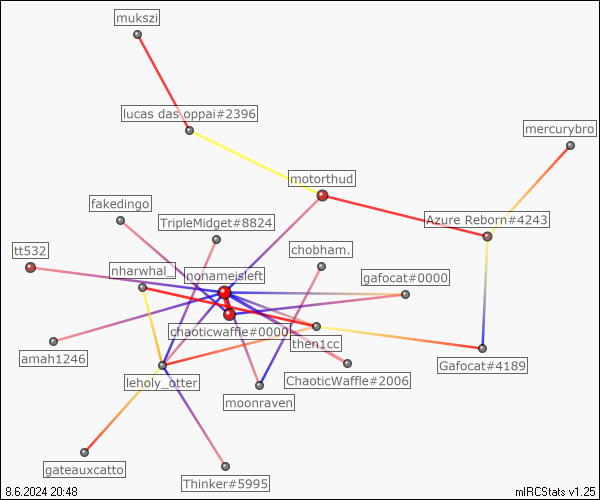 mukszi
lucas das oppai#2396
mercurybro
motorthud
fakedingo
TripleMidget#8824
Azure Reborn#4243
chobham.
tt532
nharwhal_
nonameisleft
gafocat#0000
chaoticwaffle#0000
then1cc
amah1246
Gafocat#4189
leholy_otter
ChaoticWaffle#2006
moonraven
gateauxcatto
Thinker#5995
8.6.2024 20:48
mIRCStats v1.25